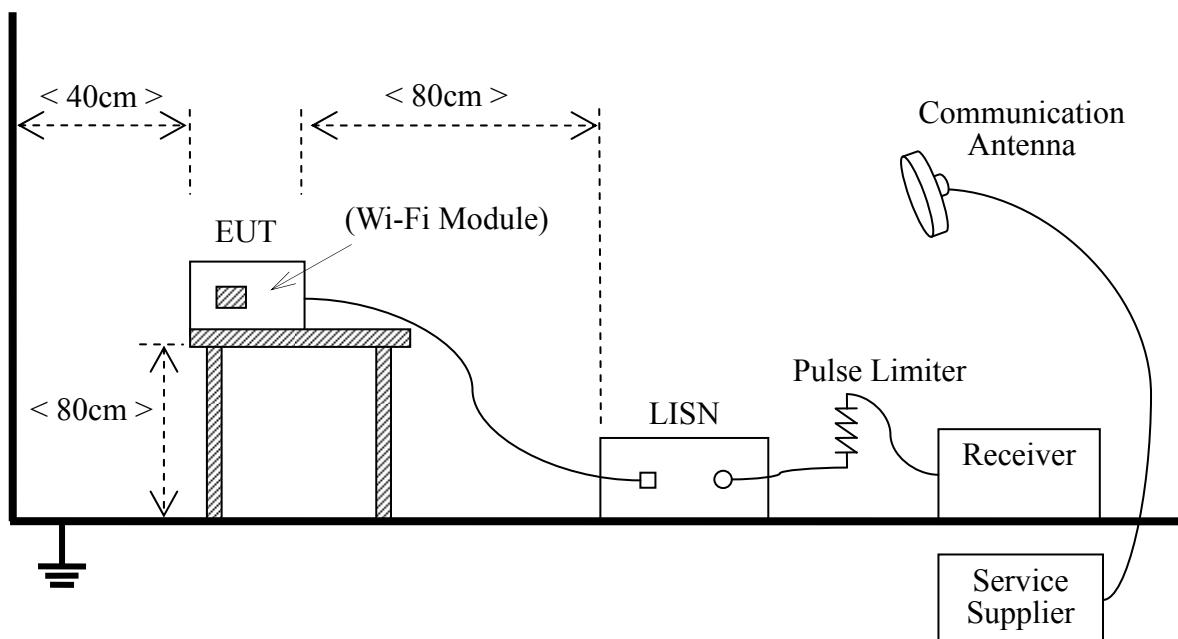 < 40cm >
< 80cm >
Communication
Antenna
EUT
(Wi-Fi Module)
< 80cm >
Pulse Limiter
LISN
Receiver
Service
Supplier